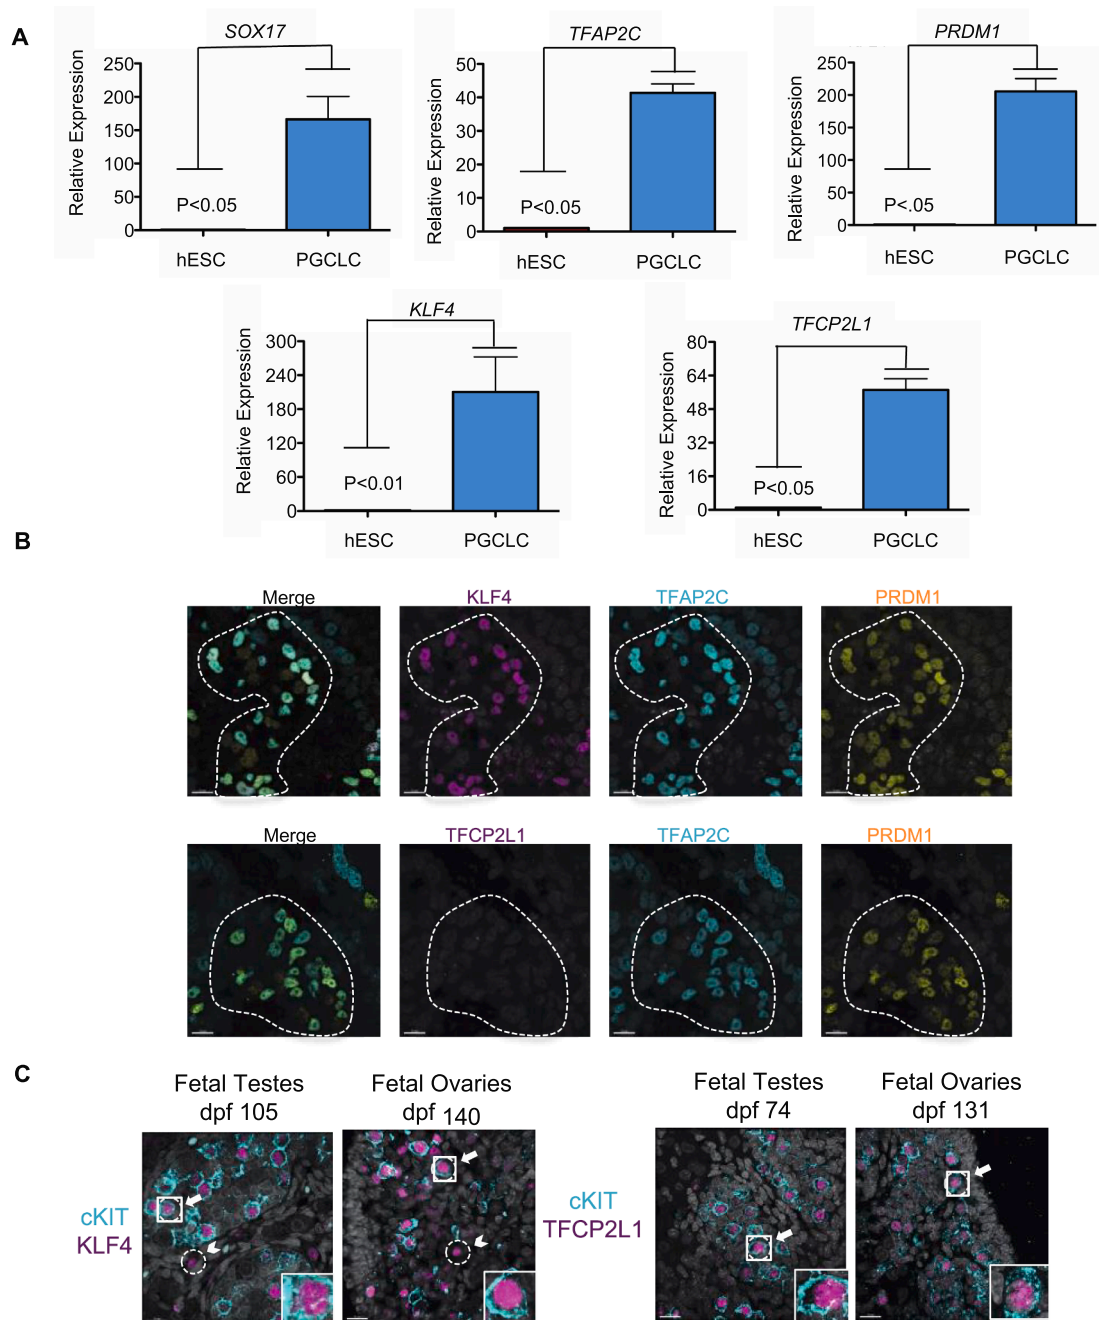 A
SOX17
TFAP2C
PRDM1
Relative Expression
250
200
150
100
50
0
P<0.05
hESC
PGCLC
Relative Expression
50
40
30
20
10
0
P<0.05
hESC
PGCLC
Relative Expression
250
200
150
100
50
0
P<.05
hESC
PGCLC
KLF4
TFCP2L1
Relative Expression
300
240
180
120
60
0
P<0.01
hESC
PGCLC
Relative Expression
80
64
48
32
16
0
P<0.05
hESC
PGCLC
B
Merge
KLF4
TFAP2C
PRDM1
Merge
TFCP2L1
TFAP2C
PRDM1
C
Fetal Testes
dpf 105
Fetal Ovaries
dpf 140
Fetal Testes
dpf 74
Fetal Ovaries
dpf 131
cKIT
KLF4
cKIT
TFCP2L1